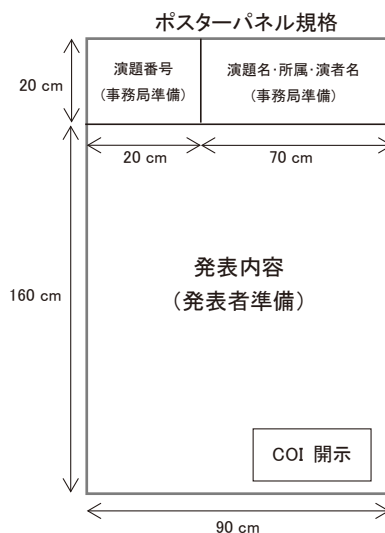 ポスターパネル規格
20 cm
演題番号
(事務局準備)
演題名・所属・演者名
(事務局準備)
20 cm
70 cm
160 cm
発表内容
(発表者準備)
COI 開示
90 cm